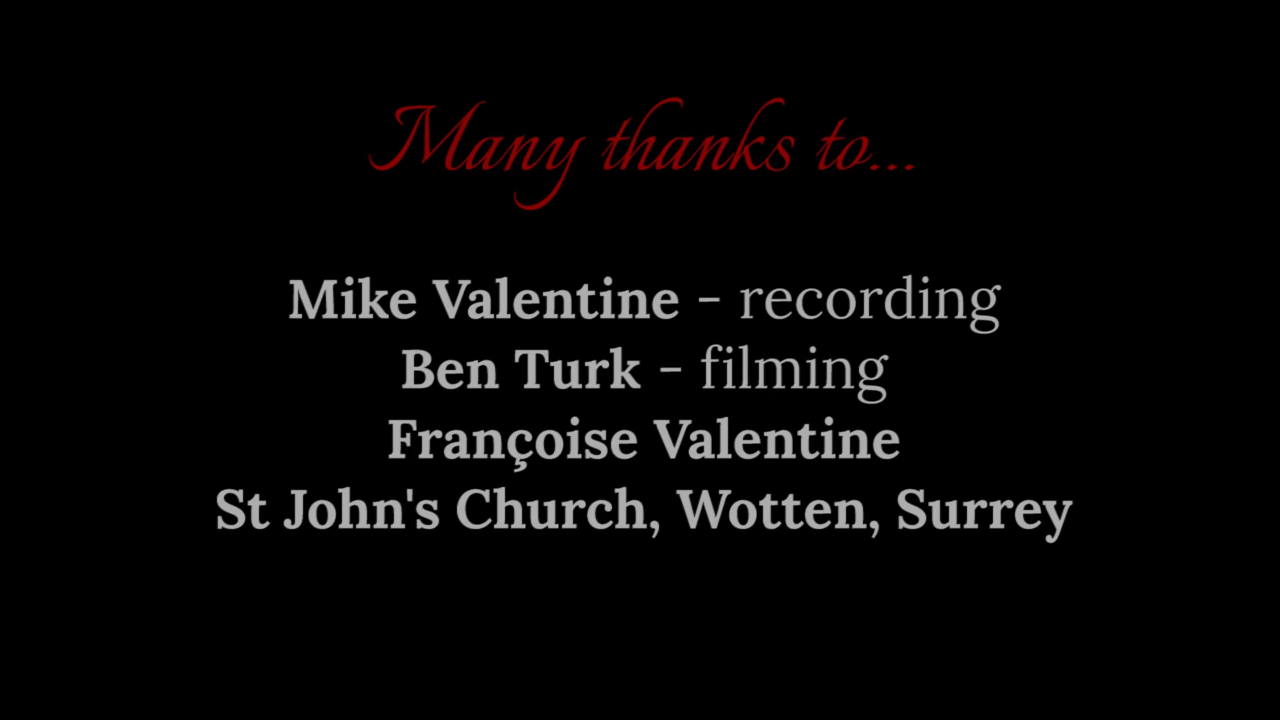 Many thanks to...
Mike Valentine - recording
Ben Turk - filming
Françoise Valentine
St John's Church, Wotten, Surrey